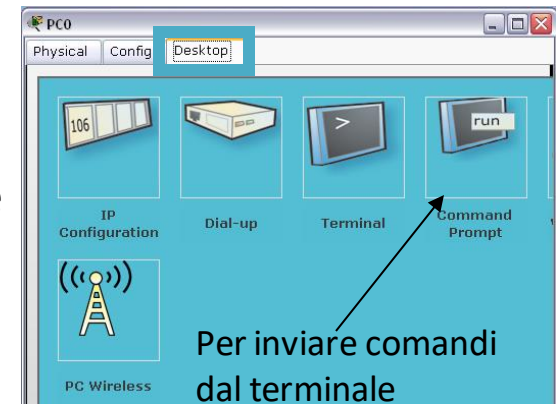 PC0
Physical Config Desktop
106
>
run
IP
Configuration
Dial-up
Terminal
Command
Prompt
PC Wireless
Per inviare comandi
dal terminale